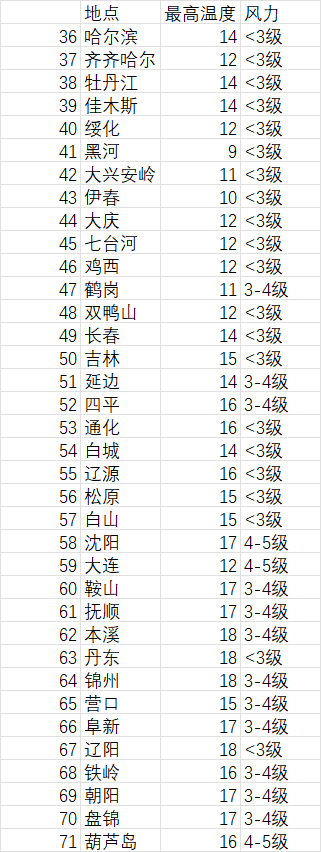 地点 最高温度 风力
36 哈尔滨 14 <3级
37 齐齐哈尔 12 <3级
38 牡丹江 14 <3级
39 佳木斯 14 <3级
40 绥化 12 <3级
41 黑河 9 <3级
42 大兴安岭 11 <3级
43 伊春 10 <3级
44 大庆 12 <3级
45 七台河 12 <3级
46 鸡西 12 <3级
47 鹤岗 11 3-4级
48 双鸭山 12 <3级
49 长春 14 <3级
50 吉林 15 <3级
51 延边 14 3-4级
52 四平 16 3-4级
53 通化 16 <3级
54 白城 14 <3级
55 辽源 16 <3级
56 松原 15 <3级
57 白山 15 <3级
58 沈阳 17 4-5级
59 大连 12 4-5级
60 鞍山 17 3-4级
61 抚顺 17 3-4级
62 本溪 18 3-4级
63 丹东 18 <3级
64 锦州 18 3-4级
65 营口 15 3-4级
66 阜新 17 3-4级
67 辽阳 18 <3级
68 铁岭 16 3-4级
69 朝阳 17 3-4级
70 盘锦 17 3-4级
71 葫芦岛 16 4-5级